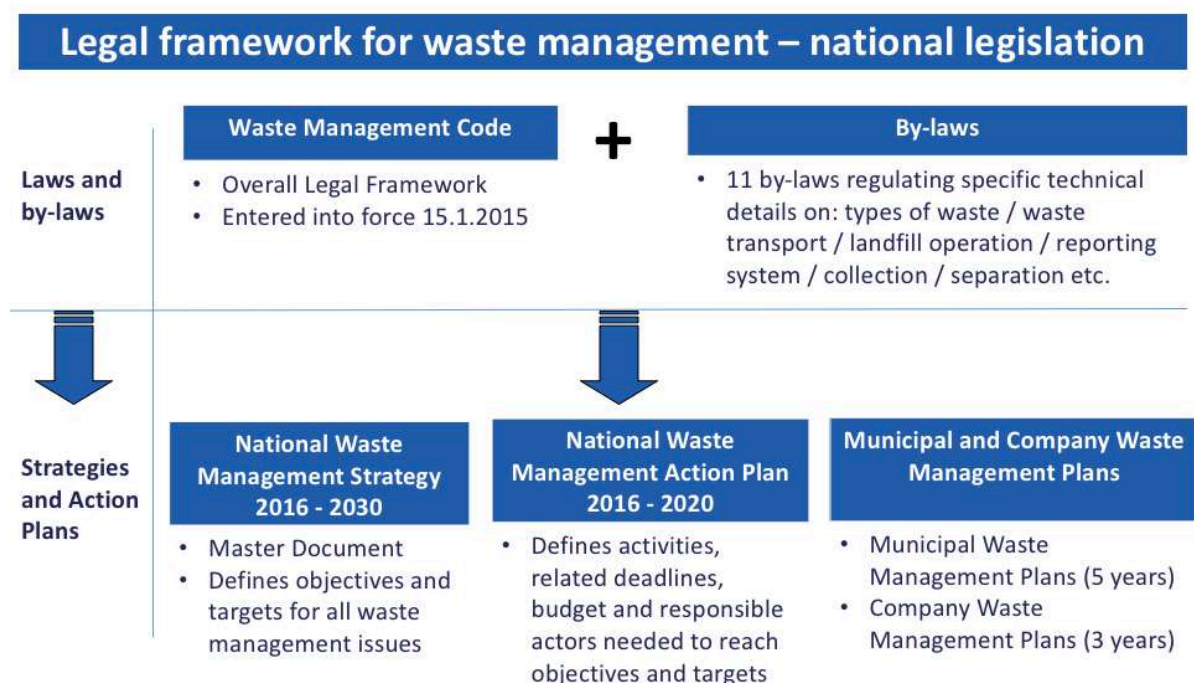 Legal framework for waste management – national legislation
Laws and
by-laws
Waste Management Code
• Overall Legal Framework
• Entered into force 15.1.2015
+
By-laws
• 11 by-laws regulating specific technical
details on: types of waste / waste
transport / landfill operation / reporting
system / collection / separation etc.
Strategies
and Action
Plans
National Waste
Management Strategy
2016 - 2030
• Master Document
• Defines objectives and
targets for all waste
management issues
National Waste
Management Action Plan
2016 - 2020
• Defines activities,
related deadlines,
budget and responsible
actors needed to reach
objectives and targets
Municipal and Company Waste
Management Plans
• Municipal Waste
Management Plans (5 years)
• Company Waste
Management Plans (3 years)